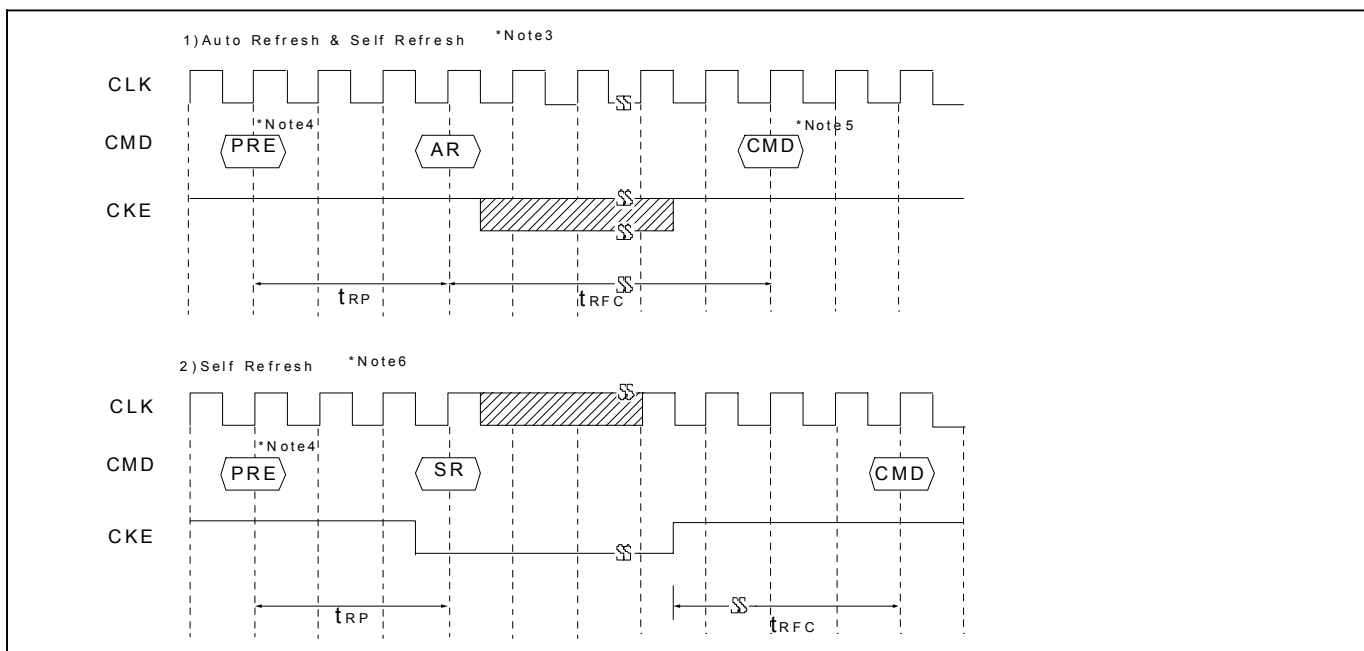 1)Auto Refresh & Self Refresh *Note3
CLK
*Note4 *Note5
CMD PRE AR CMD
CKE
tRP tRFC
2)Self Refresh *Note6
CLK
*Note4
CMD PRE SR CMD
CKE
tRP tRFC